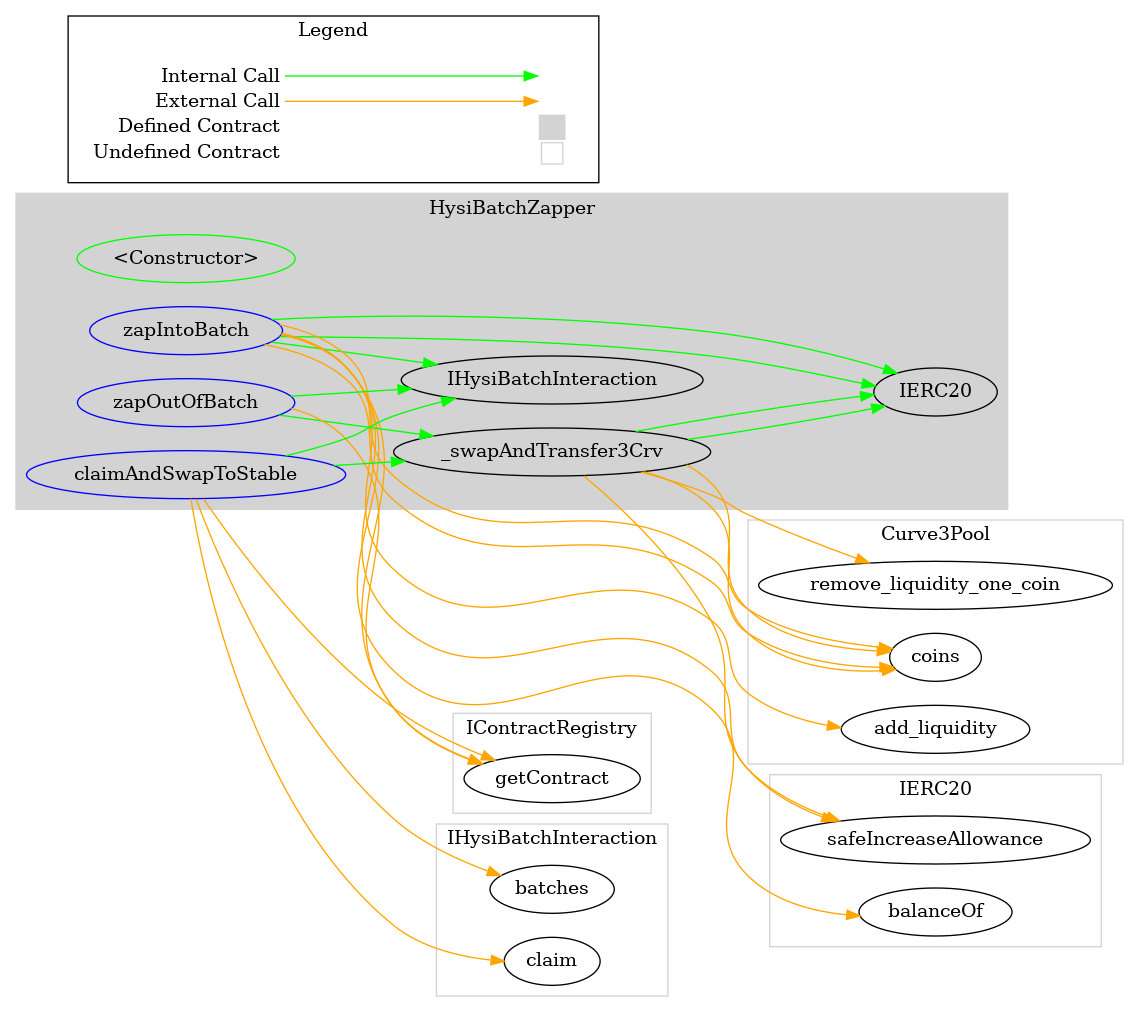 Legend
Internal Call
External Call
Defined Contract
Undefined Contract
HysiBatchZapper
<Constructor>
zapIntoBatch
IHysiBatchInteraction
IERC20
zapOutOfBatch
_swapAndTransfer3Crv
claimAndSwapToStable
Curve3Pool
remove_liquidity_one_coin
coins
add_liquidity
IContractRegistry
getContract
IERC20
safeIncreaseAllowance
balanceOf
IHysiBatchInteraction
batches
claim